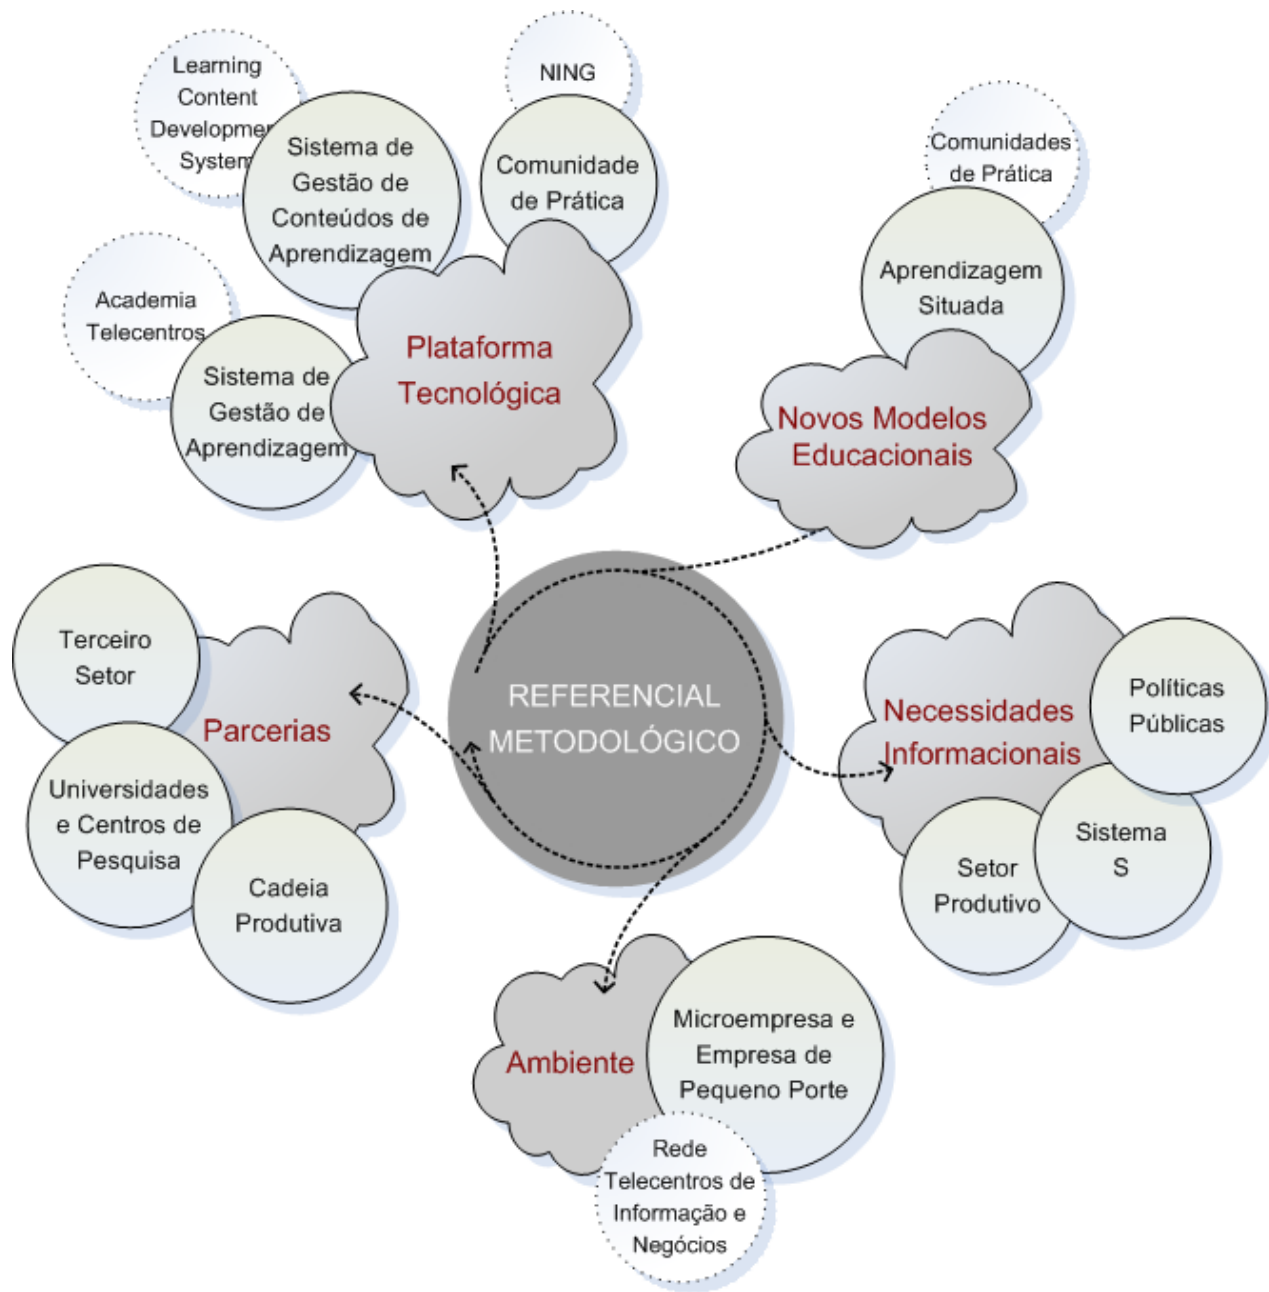 Learning
Content
Development
System
Sistema de
Gestão de
Conteúdos de
Aprendizagem
NING
Comunidade
de Prática
Comunidades
de Prática
Aprendizagem
Situada
Academia
Telecentros
Sistema de
Gestão de
Aprendizagem
Plataforma
Tecnológica
Novos Modelos
Educacionais
Terceiro
Setor
Parcerias
Universidades
e Centros de
Pesquisa
Cadeia
Produtiva
REFERENCIAL
METODOLÓGICO
Necessidades
Informacionais
Políticas
Públicas
Sistema
S
Setor
Produtivo
Ambiente
Microempresa e
Empresa de
Pequeno Porte
Rede
Telecentros de
Informação e
Negócios